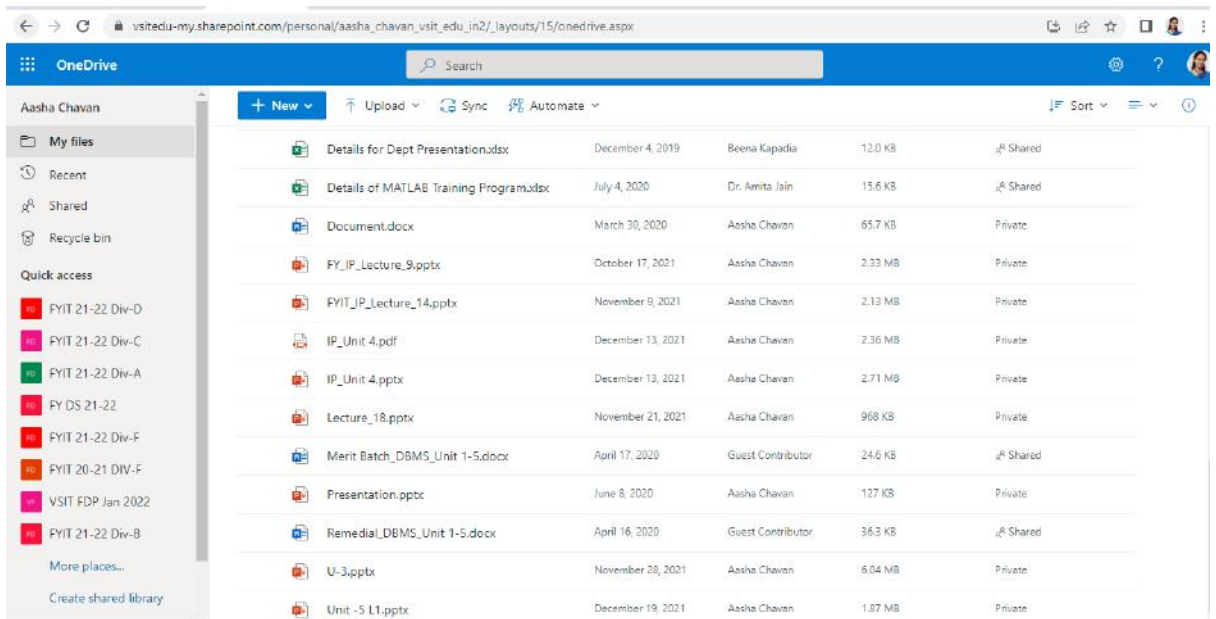 vsitedu-my.sharepoint.com/personal/aasha_chavan_vsit_edu_in2/_layouts/15/onedrive.aspx
OneDrive
Search
?
Aasha Chavan
My files
Recent
Shared
Recycle bin
Quick access
FYIT 21-22 Div-D
FYIT 21-22 Div-C
FYIT 21-22 Div-A
FY DS 21-22
FYIT 21-22 Div-F
FYIT 20-21 DIV-F
VSIT FDP Jan 2022
FYIT 21-22 Div-B
More places...
Create shared library
+ New Upload Sync Automate Sort
Details for Dept Presentation.xlsx December 4, 2019 Beena Kapadia 12.0 KB Shared
Details of MATLAB Training Program.xlsx July 4, 2020 Dr. Amita Jain 15.6 KB Shared
Document.docx March 30, 2020 Aasha Chavan 65.7 KB Private
FY_IP_Lecture_9.pptx October 17, 2021 Aasha Chavan 2.33 MB Private
FYIT_IP_Lecture_14.pptx November 9, 2021 Aasha Chavan 2.13 MB Private
IP_Unit 4.pdf December 13, 2021 Aasha Chavan 2.36 MB Private
IP_Unit 4.pptx December 13, 2021 Aasha Chavan 2.71 MB Private
Lecture_18.pptx November 21, 2021 Aasha Chavan 968 KB Private
Merit Batch_DBMS_Unit 1-5.docx April 17, 2020 Guest Contributor 24.6 KB Shared
Presentation.pptx June 8, 2020 Aasha Chavan 127 KB Private
Remedial_DBMS_Unit 1-5.docx April 16, 2020 Guest Contributor 36.3 KB Shared
U-3.pptx November 28, 2021 Aasha Chavan 6.04 MB Private
Unit -5 L1.pptx December 19, 2021 Aasha Chavan 1.87 MB Private